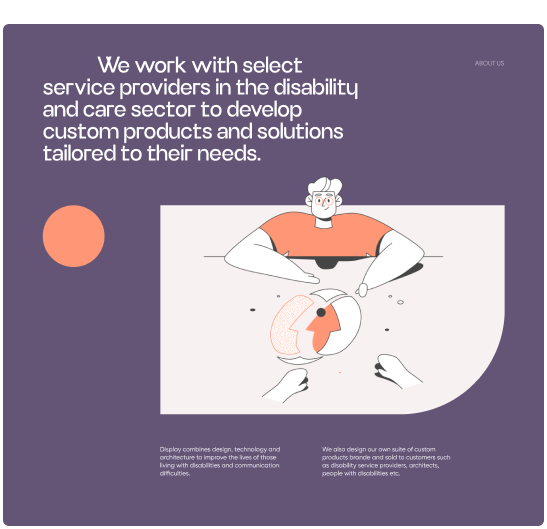 We work with select
ABOUT US
service providers in the disability
and care sector to develop
custom products and solutions
tailored to their needs.
Display combines design, technology and
architecture to improve the lives of those
living with disabilities and communication
difficulties.
We also design our own suite of custom
products brande and sold to customers such
as disability service providers, architects,
people with disabilities etc.